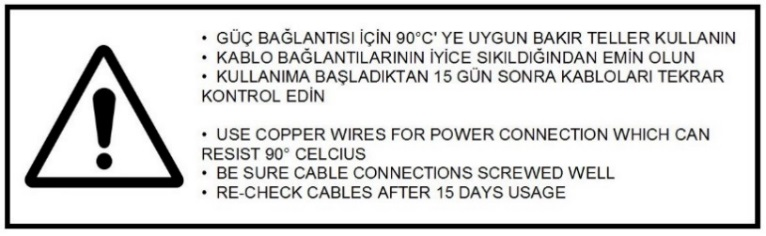 • GÜÇ BAĞLANTISI İÇİN 90°C' YE UYGUN BAKIR TELLER KULLANIN
• KABLO BAĞLANTILARININ İYİCE SIKILDIĞINDAN EMİN OLUN
• KULLANIMA BAŞLADIKTAN 15 GÜN SONRA KABLOLARI TEKRAR
KONTROL EDİN
• USE COPPER WIRES FOR POWER CONNECTION WHICH CAN
RESIST 90° CELCIUS
• BE SURE CABLE CONNECTIONS SCREWED WELL
• RE-CHECK CABLES AFTER 15 DAYS USAGE